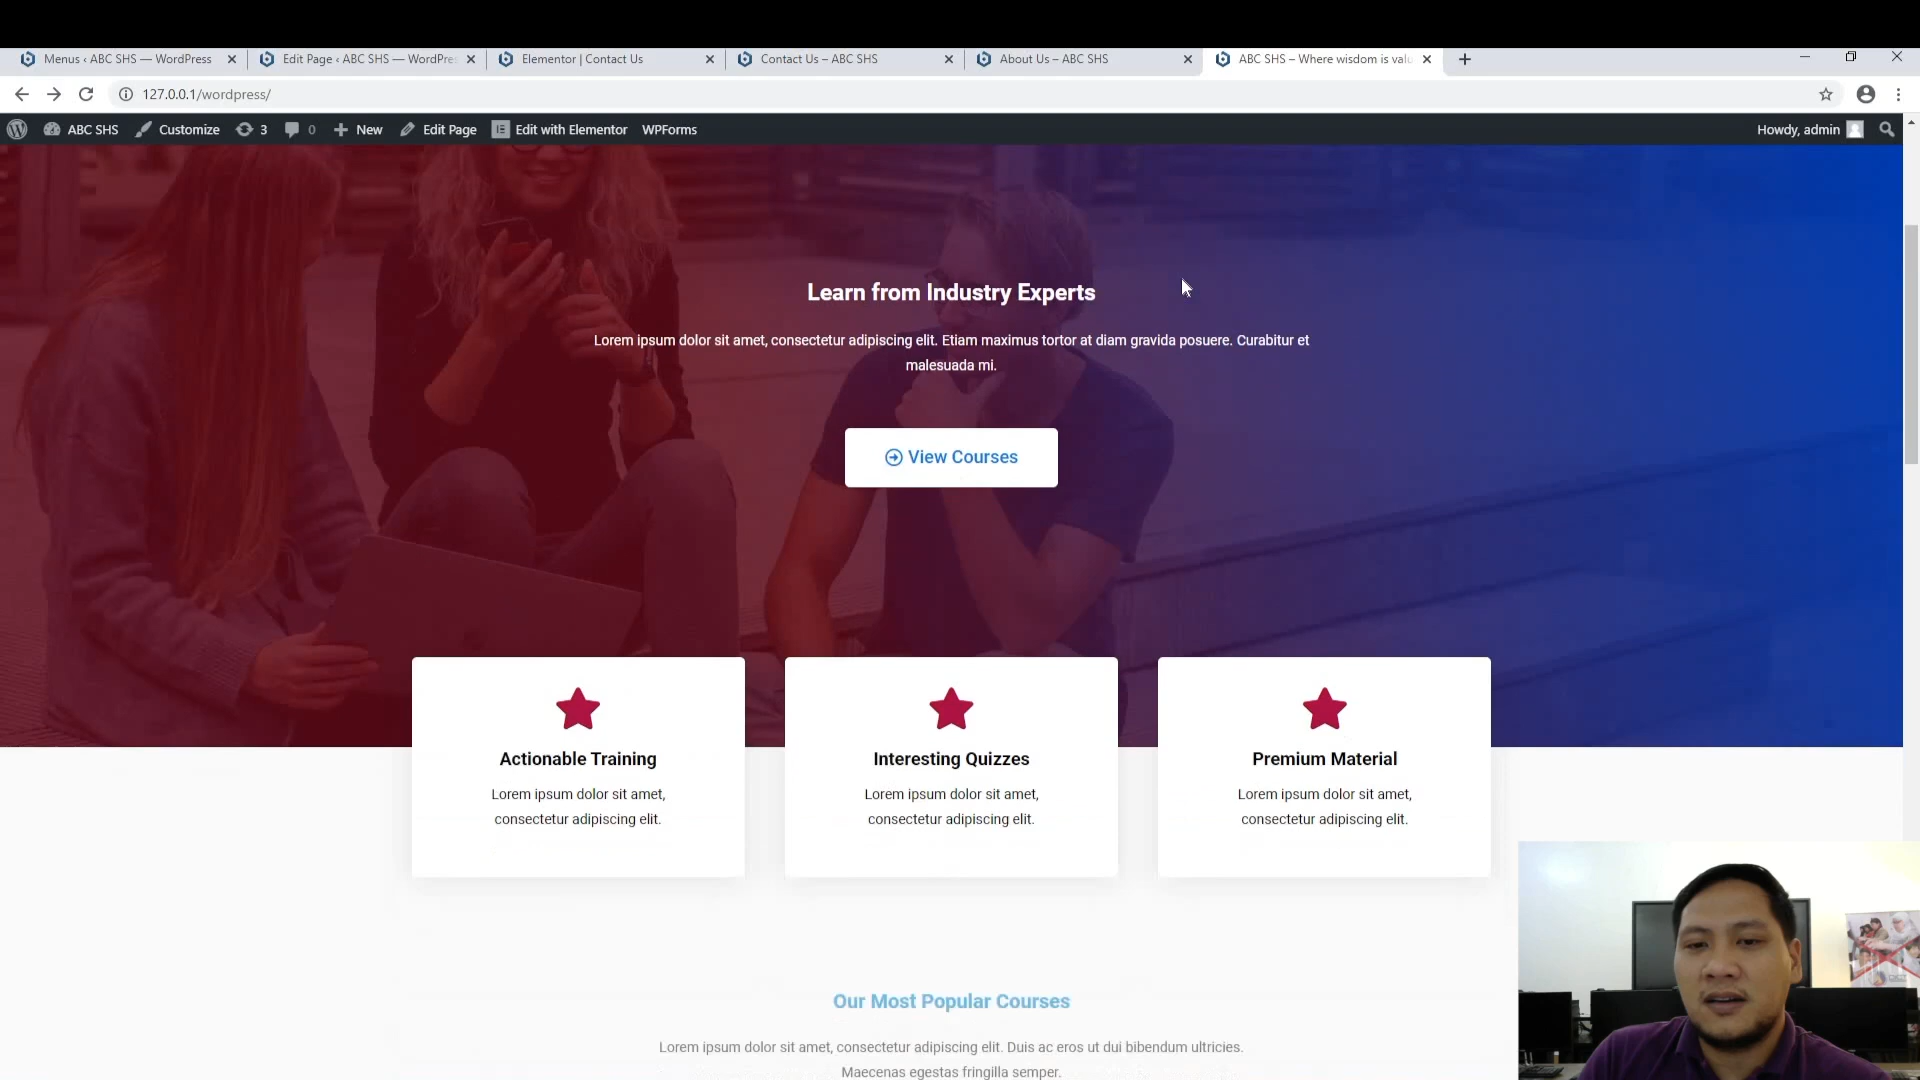 Menus ‹ ABC SHS — WordPress
Edit Page ‹ ABC SHS — WordPre
Elementor | Contact Us
Contact Us – ABC SHS
About Us – ABC SHS
ABC SHS – Where wisdom is valu
127.0.0.1/wordpress/
ABC SHS Customize 3 0 New Edit Page Edit with Elementor WPForms Howdy, admin
Learn from Industry Experts
Lorem ipsum dolor sit amet, consectetur adipiscing elit. Etiam maximus tortor at diam gravida posuere. Curabitur et
malesuada mi.
View Courses
Actionable Training
Lorem ipsum dolor sit amet,
consectetur adipiscing elit.
Interesting Quizzes
Lorem ipsum dolor sit amet,
consectetur adipiscing elit.
Premium Material
Lorem ipsum dolor sit amet,
consectetur adipiscing elit.
Our Most Popular Courses
Lorem ipsum dolor sit amet, consectetur adipiscing elit. Duis ac eros ut dui bibendum ultricies.
Maecenas egestas fringilla semper.